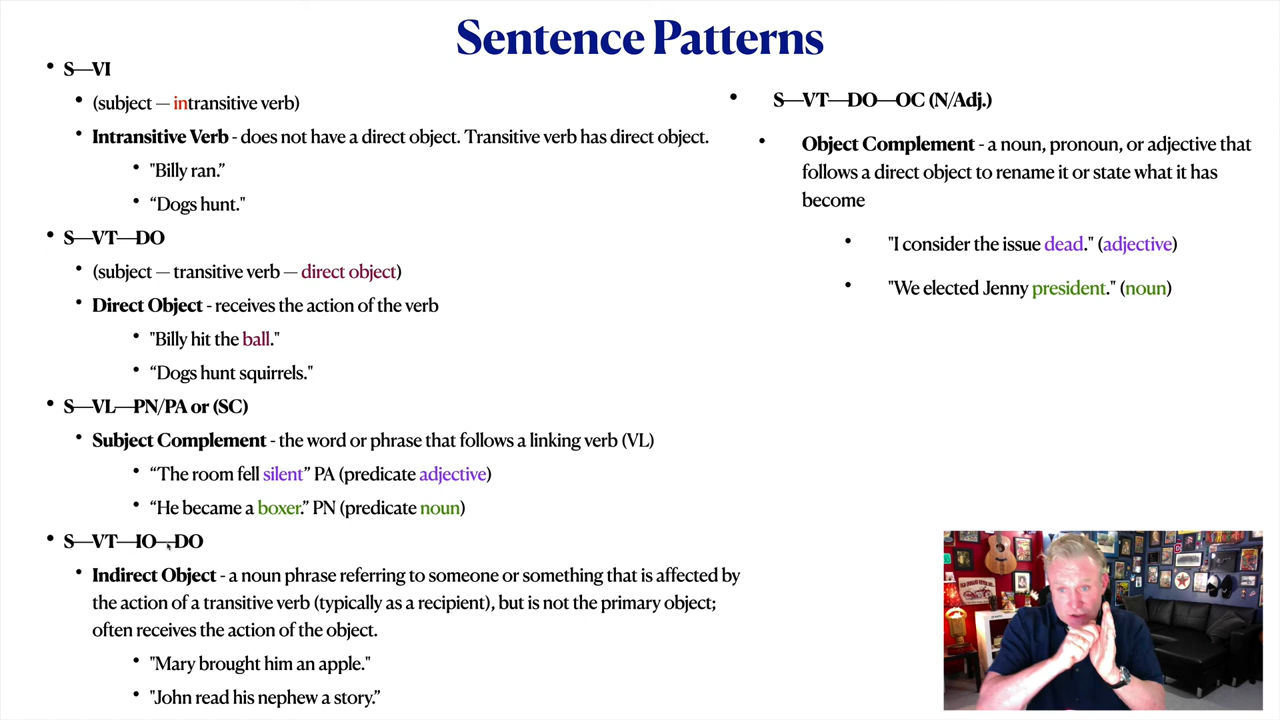 Sentence Patterns
• S—VI
• (subject — intransitive verb)
• Intransitive Verb - does not have a direct object. Transitive verb has direct object.
• "Billy ran.”
• “Dogs hunt."
• S—VT—DO
• (subject — transitive verb — direct object)
• Direct Object - receives the action of the verb
• "Billy hit the ball."
• “Dogs hunt squirrels."
• S—VL—PN/PA or (SC)
• Subject Complement - the word or phrase that follows a linking verb (VL)
• “The room fell silent” PA (predicate adjective)
• “He became a boxer.” PN (predicate noun)
• S—VT—IO—DO
• Indirect Object - a noun phrase referring to someone or something that is affected by
the action of a transitive verb (typically as a recipient), but is not the primary object;
often receives the action of the object.
• "Mary brought him an apple."
• "John read his nephew a story.”
• S—VT—DO—OC (N/Adj.)
• Object Complement - a noun, pronoun, or adjective that
follows a direct object to rename it or state what it has
become
• "I consider the issue dead." (adjective)
• "We elected Jenny president." (noun)